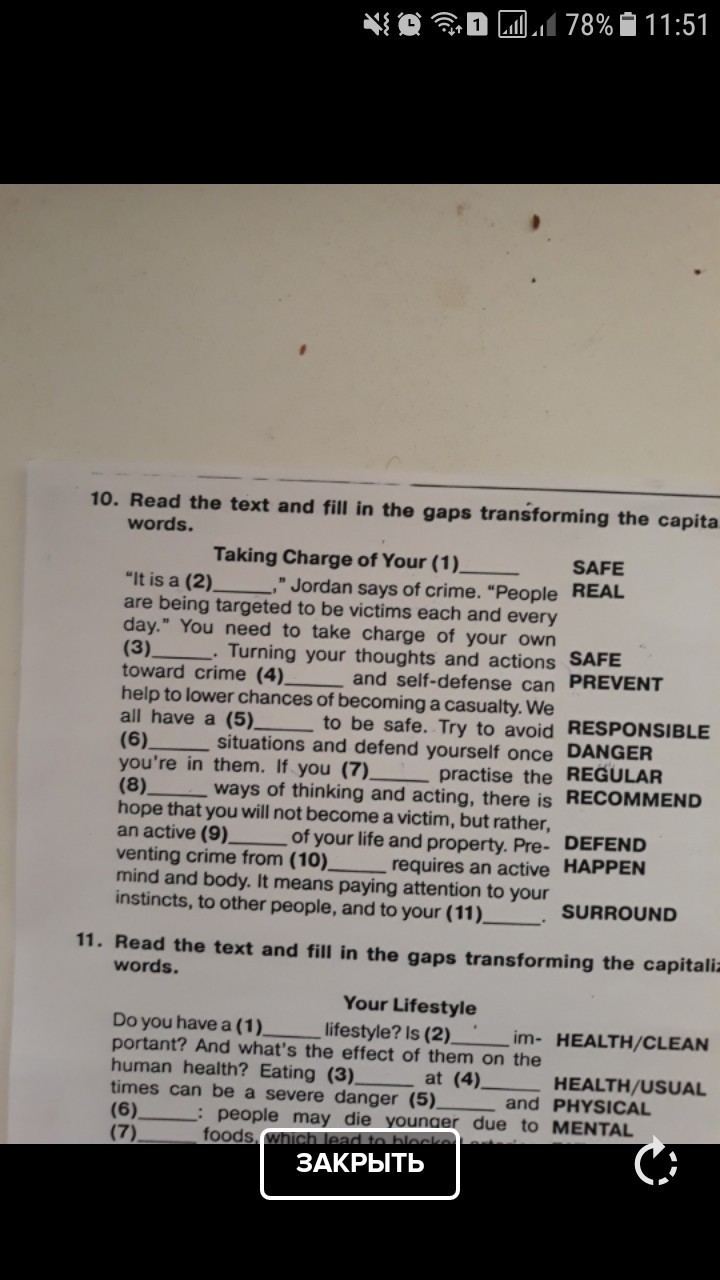 1 78% 11:51
10. Read the text and fill in the gaps transforming the capita
words.
Taking Charge of Your (1)______ SAFE
“It is a (2)______,” Jordan says of crime. “People REAL
are being targeted to be victims each and every
day.” You need to take charge of your own
(3)______. Turning your thoughts and actions SAFE
toward crime (4)______ and self-defense can PREVENT
help to lower chances of becoming a casualty. We
all have a (5)______ to be safe. Try to avoid RESPONSIBLE
(6)______ situations and defend yourself once DANGER
you're in them. If you (7)______ practise the REGULAR
(8)______ ways of thinking and acting, there is RECOMMEND
hope that you will not become a victim, but rather,
an active (9)______ of your life and property. Pre- DEFEND
venting crime from (10)______ requires an active HAPPEN
mind and body. It means paying attention to your
instincts, to other people, and to your (11)______. SURROUND
11. Read the text and fill in the gaps transforming the capitaliz
words.
Your Lifestyle
Do you have a (1)______ lifestyle? Is (2)______ im- HEALTH/CLEAN
portant? And what's the effect of them on the
human health? Eating (3)______ at (4)______ HEALTH/USUAL
times can be a severe danger (5)______ and PHYSICAL
(6)______: people may die younger due to MENTAL
(7)______ foods, which lead to blocked
ЗАКРЫТЬ